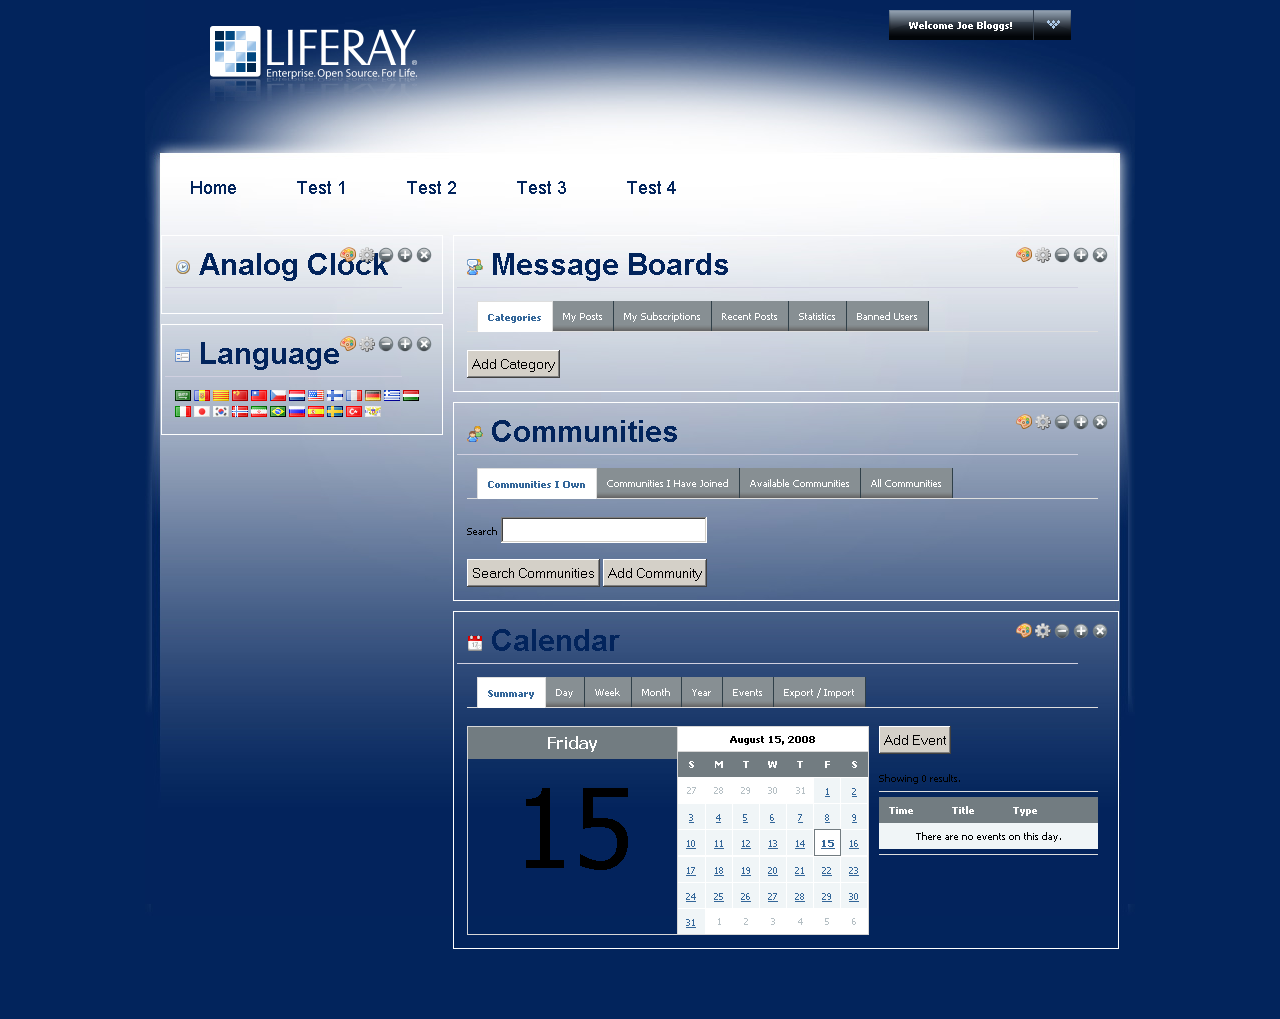 LIFERAY.
Enterprise. Open Source. For Life.
Welcome Joe Bloggs!
Home Test 1 Test 2 Test 3 Test 4
Analog Clock
Language
Message Boards
Categories My Posts My Subscriptions Recent Posts Statistics Banned Users
Add Category
Communities
Communities I Own Communities I Have Joined Available Communities All Communities
Search
Search Communities Add Community
Calendar
Summary Day Week Month Year Events Export / Import
Friday
15
August 15, 2008
S M T W T F S
27 28 29 30 31 1 2
3 4 5 6 7 8 9
10 11 12 13 14 15 16
17 18 19 20 21 22 23
24 25 26 27 28 29 30
31 1 2 3 4 5 6
Add Event
Showing 0 results.
Time Title Type
There are no events on this day.